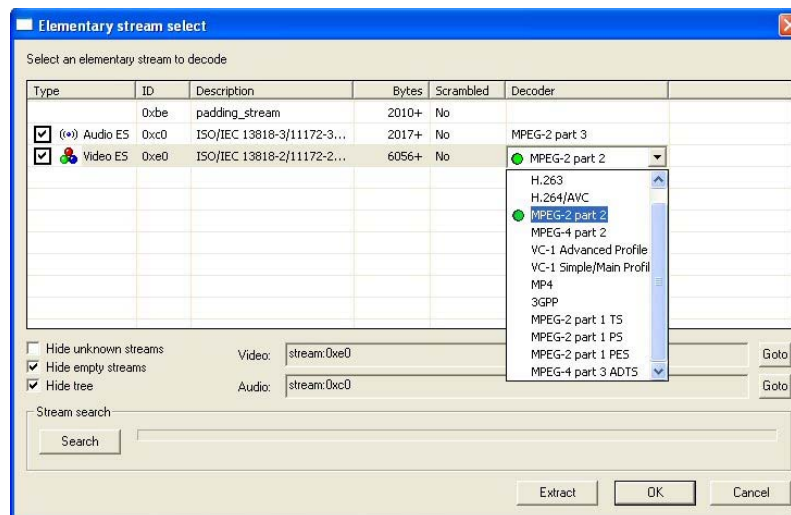 Elementary stream select
Select an elementary stream to decode
Type ID Description Bytes Scrambled Decoder
0xbe padding_stream 2010+ No
Audio ES 0xc0 ISO/IEC 13818-3/11172-3... 2017+ No MPEG-2 part 3
Video ES 0xe0 ISO/IEC 13818-2/11172-2... 6056+ No MPEG-2 part 2
H.263
H.264/AVC
MPEG-2 part 2
MPEG-4 part 2
VC-1 Advanced Profile
VC-1 Simple/Main Profil
MP4
3GPP
MPEG-2 part 1 TS
MPEG-2 part 1 PS
MPEG-2 part 1 PES
MPEG-4 part 3 ADTS
Hide unknown streams
Hide empty streams
Hide tree
Video: stream:0xe0 Goto
Audio: stream:0xc0 Goto
Stream search
Search
Extract OK Cancel